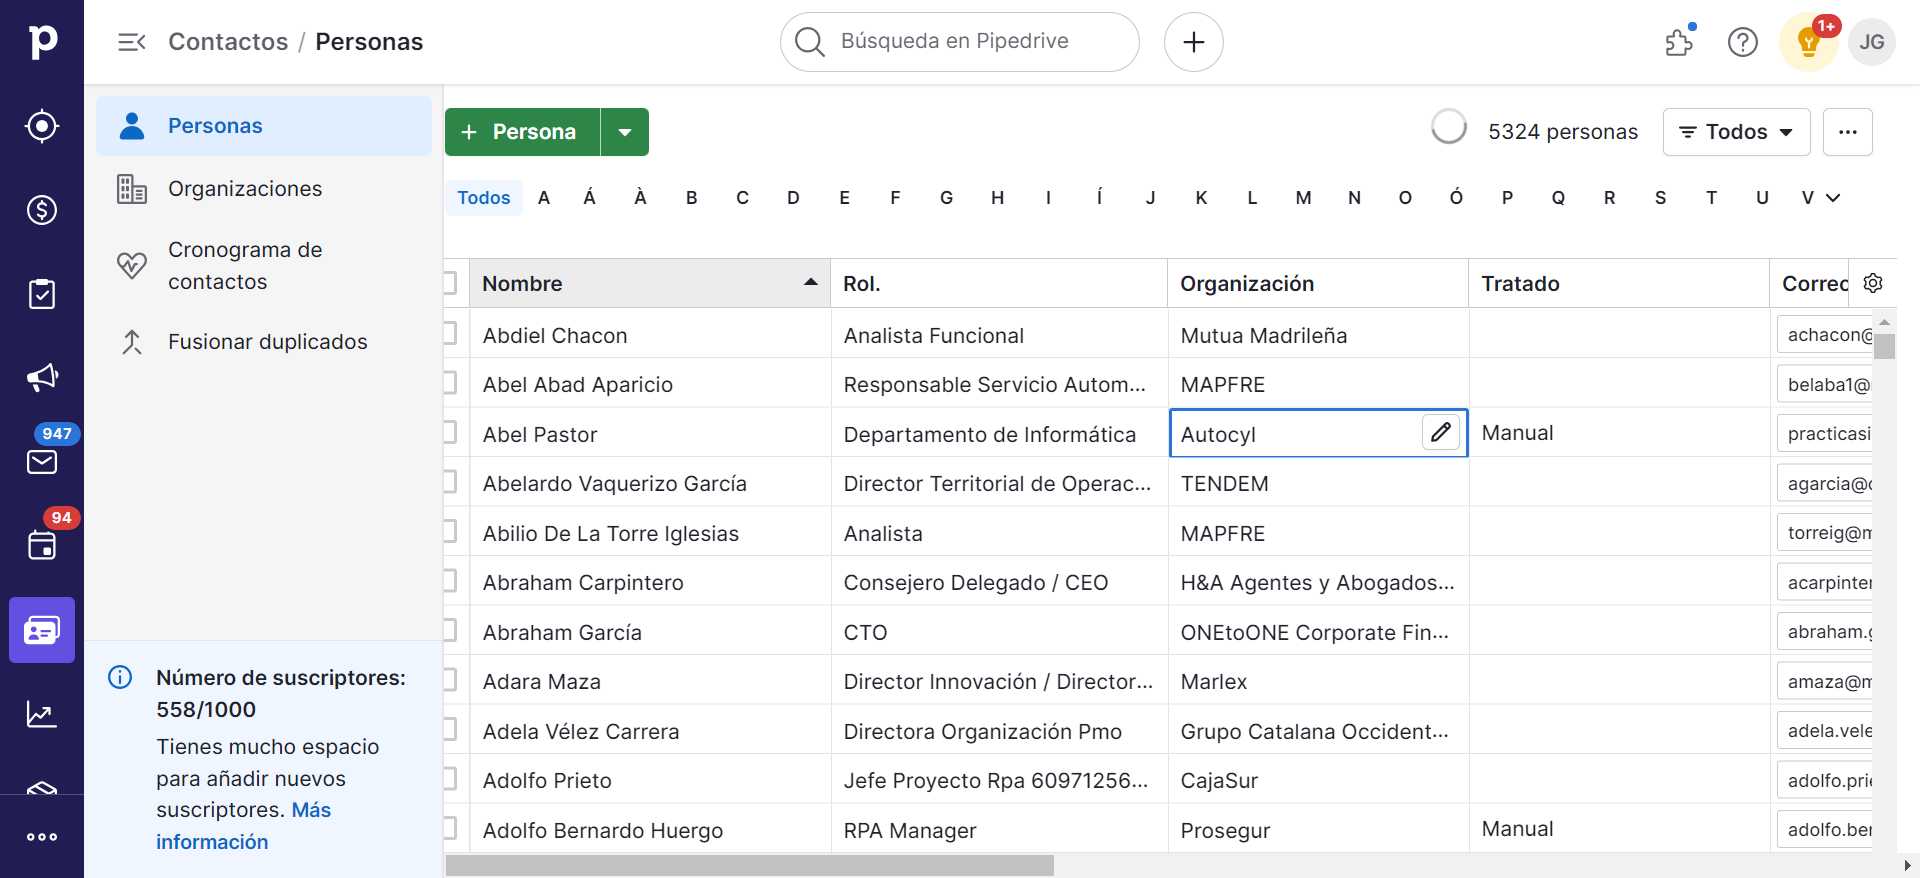 p
Contactos / Personas
Búsqueda en Pipedrive
1+
JG
947
94
Personas
Organizaciones
Cronograma de
contactos
Fusionar duplicados
Número de suscriptores:
558/1000
Tienes mucho espacio
para añadir nuevos
suscriptores. Más
información
+ Persona
5324 personas
Todos
...
Todos A Á À B C D E F G H I Í J K L M N O Ó P Q R S T U V
Nombre Rol. Organización Tratado Correc
Abdiel Chacon Analista Funcional Mutua Madrileña achacon@
Abel Abad Aparicio Responsable Servicio Autom... MAPFRE belaba1@
Abel Pastor Departamento de Informática Autocyl Manual practicasi
Abelardo Vaquerizo García Director Territorial de Operac... TENDEM agarcia@
Abilio De La Torre Iglesias Analista MAPFRE torreig@m
Abraham Carpintero Consejero Delegado / CEO H&A Agentes y Abogados... acarpinter
Abraham García CTO ONEtoONE Corporate Fin... abraham.g
Adara Maza Director Innovación / Director... Marlex amaza@m
Adela Vélez Carrera Directora Organización Pmo Grupo Catalana Occident... adela.vele
Adolfo Prieto Jefe Proyecto Rpa 60971256... CajaSur adolfo.prie
Adolfo Bernardo Huergo RPA Manager Prosegur Manual adolfo.ber